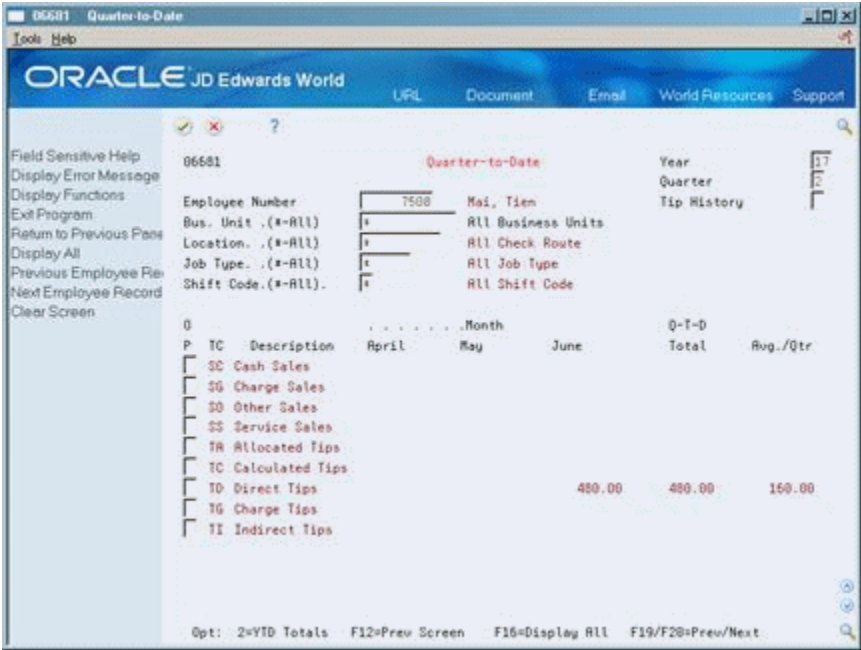 06681 Quarter-to-Date
Tools Help
ORACLE JD Edwards World
URL Document Email World Resources Support
?
Field Sensitive Help
Display Error Message
Display Functions
Exit Program
Return to Previous Pane
Display All
Previous Employee Re
Next Employee Record
Clear Screen
06681 Quarter-to-Date Year 17
Quarter 2
Employee Number 7500 Mai, Tien Tip History
Bus. Unit .(*-All) * All Business Units
Location. .(*-All) * All Check Route
Job Type. .(*-All) * All Job Type
Shift Code.(*-All). * All Shift Code
O . . . . . . .Month Q-T-D
P TC Description April May June Total Avg./Qtr
SC Cash Sales
SG Charge Sales
SO Other Sales
SS Service Sales
TA Allocated Tips
TC Calculated Tips
TD Direct Tips 480.00 480.00 160.00
TG Charge Tips
TI Indirect Tips
Opt: 2=YTD Totals F12=Prev Screen F16=Display All F19/F20=Prev/Next